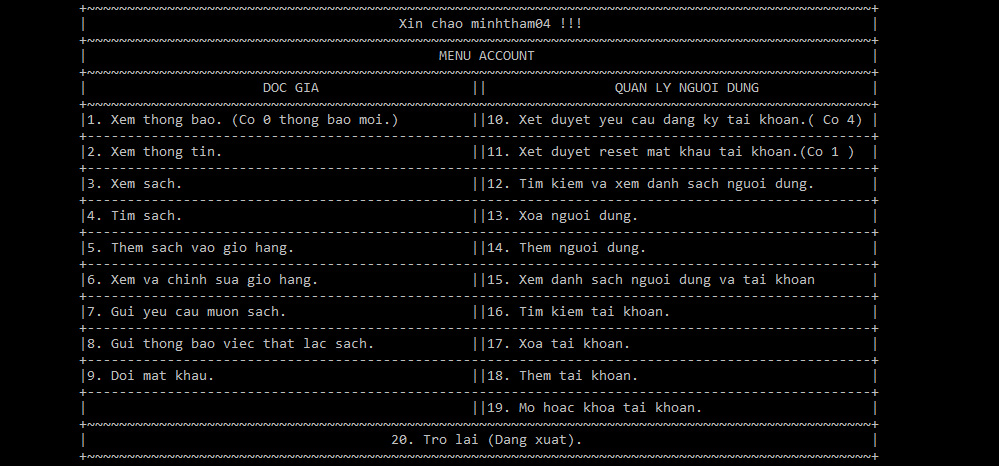 Xin chao minhtham04 !!!
MENU ACCOUNT
DOC GIA || QUAN LY NGUOI DUNG
|1. Xem thong bao. (Co 0 thong bao moi.) ||10. Xet duyet yeu cau dang ky tai khoan.( Co 4) |
|2. Xem thong tin. ||11. Xet duyet reset mat khau tai khoan.(Co 1 ) |
|3. Xem sach. ||12. Tim kiem va xem danh sach nguoi dung. |
|4. Tim sach. ||13. Xoa nguoi dung. |
|5. Them sach vao gio hang. ||14. Them nguoi dung. |
|6. Xem va chinh sua gio hang. ||15. Xem danh sach nguoi dung va tai khoan |
|7. Gui yeu cau muon sach. ||16. Tim kiem tai khoan. |
|8. Gui thong bao viec that lac sach. ||17. Xoa tai khoan. |
|9. Doi mat khau. ||18. Them tai khoan. |
| ||19. Mo hoac khoa tai khoan. |
| 20. Tro lai (Dang xuat). |